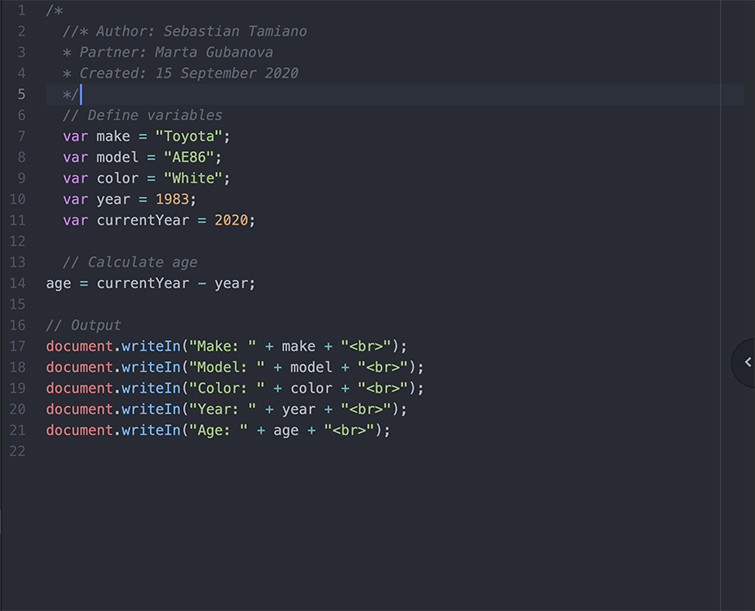 1 /*
2 //* Author: Sebastian Tamiano
3 * Partner: Marta Gubanova
4 * Created: 15 September 2020
5 */
6 // Define variables
7 var make = "Toyota";
8 var model = "AE86";
9 var color = "White";
10 var year = 1983;
11 var currentYear = 2020;
12
13 // Calculate age
14 age = currentYear - year;
15
16 // Output
17 document.writeIn("Make: " + make + "<br>");
18 document.writeIn("Model: " + model + "<br>");
19 document.writeIn("Color: " + color + "<br>");
20 document.writeIn("Year: " + year + "<br>");
21 document.writeIn("Age: " + age + "<br>");
22